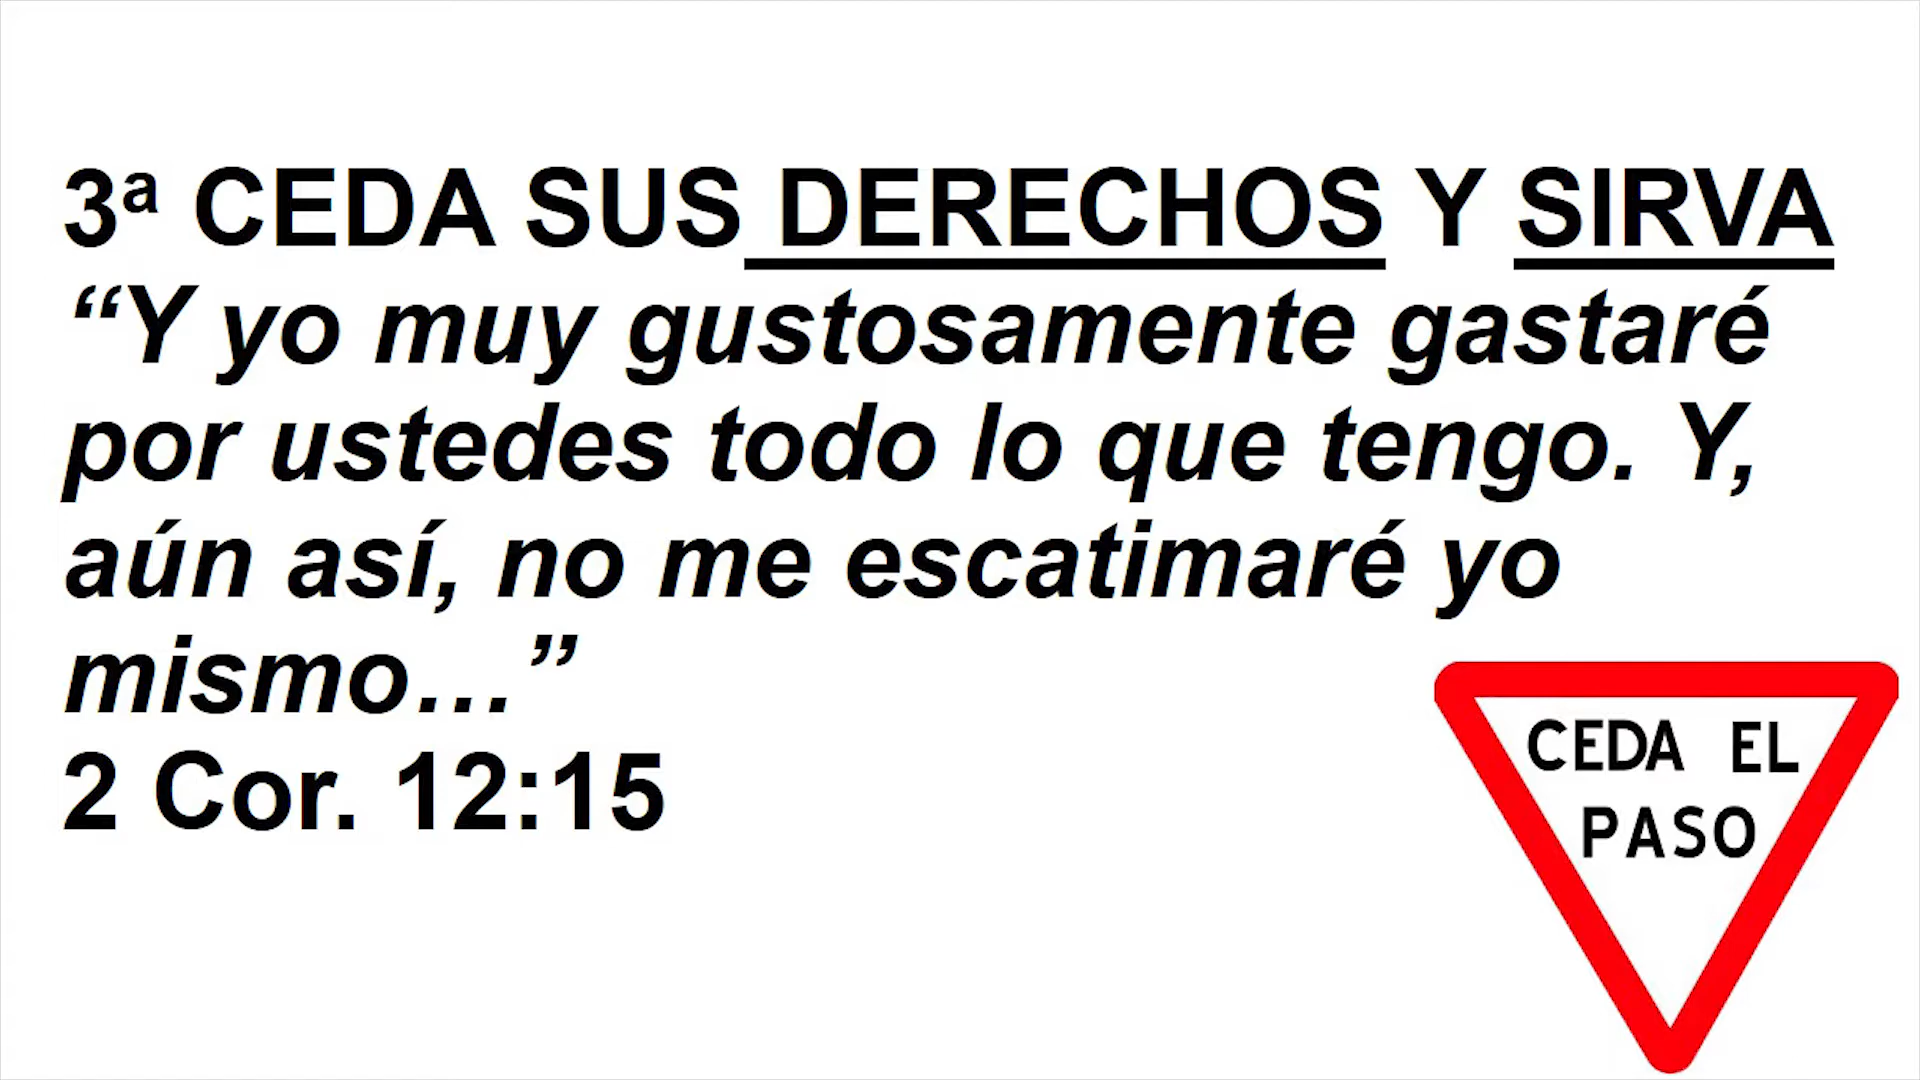 3ª CEDA SUS DERECHOS Y SIRVA
“Y yo muy gustosamente gastaré
por ustedes todo lo que tengo. Y,
aún así, no me escatimaré yo
mismo…”
2 Cor. 12:15
CEDA EL
PASO